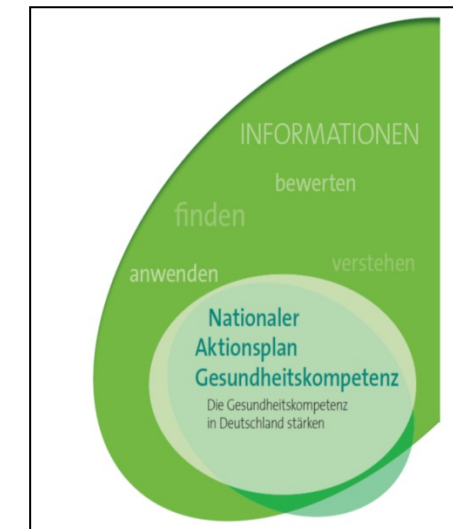 INFORMATIONEN
bewerten
finden
verstehen
anwenden
Nationaler
Aktionsplan
Gesundheitskompetenz
Die Gesundheitskompetenz
in Deutschland stärken